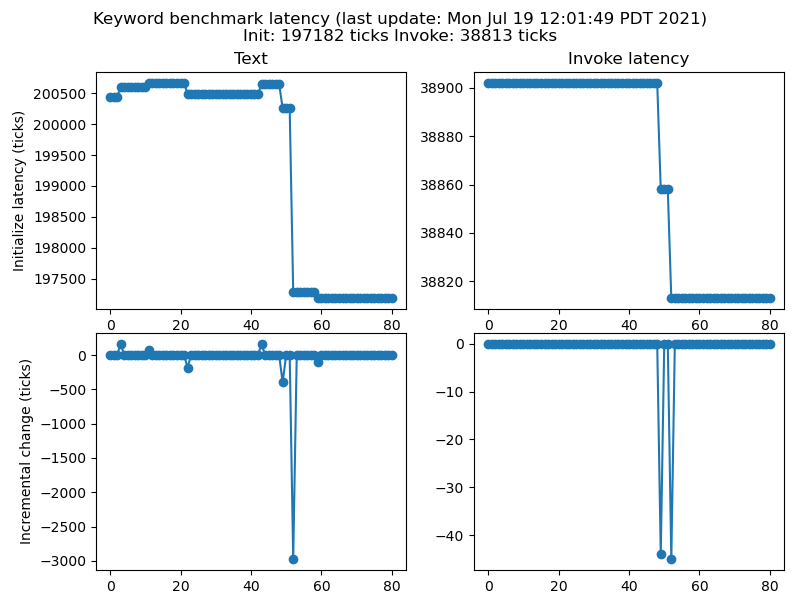 Keyword benchmark latency (last update: Mon Jul 19 12:01:49 PDT 2021)
Init: 197182 ticks Invoke: 38813 ticks
Text
Initialize latency (ticks)
200500
200000
199500
199000
198500
198000
197500
0 20 40 60 80
Invoke latency
38900
38880
38860
38840
38820
0 20 40 60 80
Incremental change (ticks)
0
−500
−1000
−1500
−2000
−2500
−3000
0 20 40 60 80
0
−10
−20
−30
−40
0 20 40 60 80